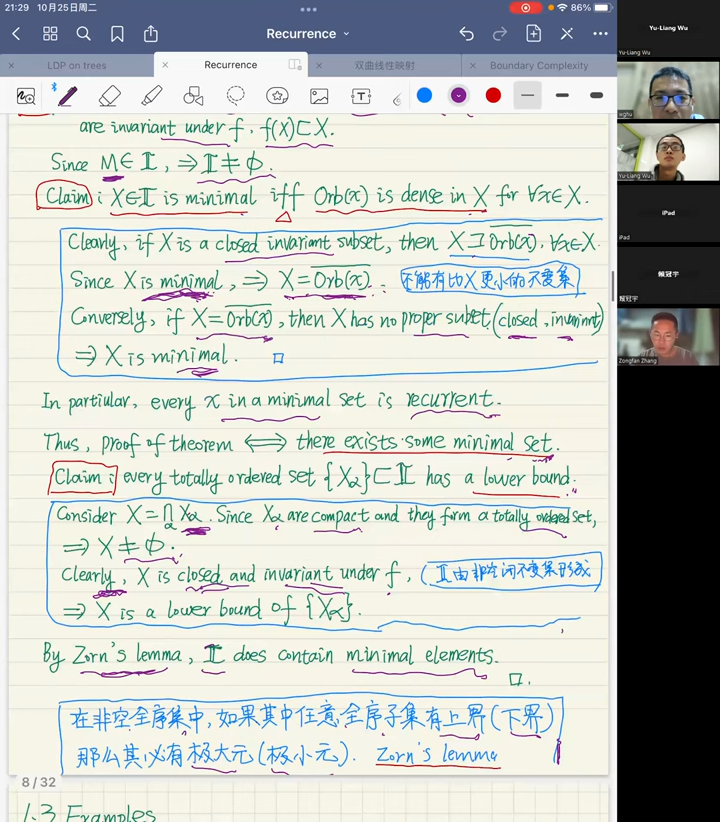 21:29 10月25日周二
86%
Recurrence
LDP on trees
Recurrence
双曲线性映射
Boundary Complexity
are invariant under f, f(X)⊂X.
Since M∈𝕀, ⇒ 𝕀≠∅.
Claim: X∈𝕀 is minimal iff Orb(x) is dense in X for ∀x∈X.
Clearly, if X is a closed invariant subset, then X⊃\overline{Orb(x)}, ∀x∈X.
Since X is minimal, ⇒ X=\overline{Orb(x)}. 不能有比X更小的不变集
Conversely, if X=\overline{Orb(x)}, then X has no proper subset (closed, invariant)
⇒ X is minimal. □
In particular, every x in a minimal set is recurrent.
Thus, proof of theorem ⟺ there exists some minimal set.
Claim: every totally ordered set {Xα}⊂𝕀 has a lower bound.
Consider X=∩α Xα. Since Xα are compact and they form a totally ordered set,
⇒ X≠∅.
Clearly, X is closed and invariant under f, (𝕀由非空闭不变集形成
⇒ X is a lower bound of {Xα}.
By Zorn's lemma, 𝕀 does contain minimal elements.
□.
在非空全序集中, 如果其中任意全序子集有上界(下界)
那么其必有极大元(极小元). Zorn's lemma
8 / 32
1.3 Examples
Yu-Liang Wu
Yu-Liang Wu
wghu
Yu-Liang Wu
iPad
iPad
赖冠宇
赖冠宇
Zongfan Zhang